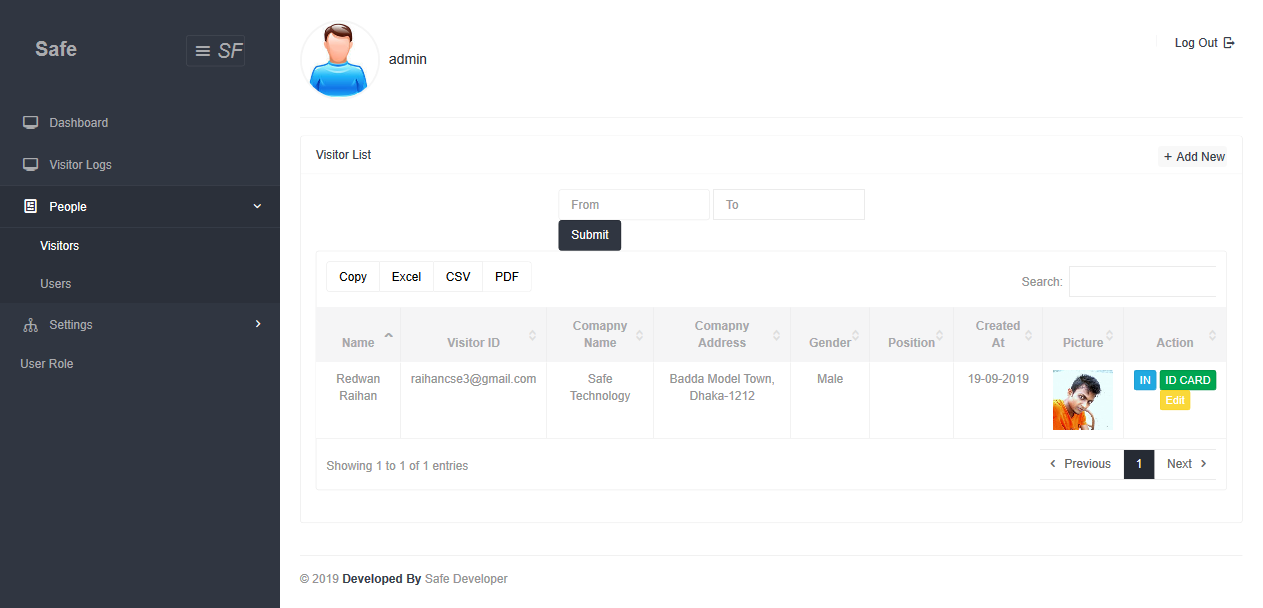 Safe
SF
admin
Log Out
Dashboard
Visitor Logs
People
Visitors
Users
Settings
User Role
Visitor List
+ Add New
From
To
Submit
Copy
Excel
CSV
PDF
Search:
Name
Visitor ID
Comapny
Name
Comapny
Address
Gender
Position
Created
At
Picture
Action
Redwan
Raihan
raihancse3@gmail.com
Safe
Technology
Badda Model Town,
Dhaka-1212
Male
19-09-2019
IN
ID CARD
Edit
Showing 1 to 1 of 1 entries
Previous
1
Next
© 2019 Developed By Safe Developer